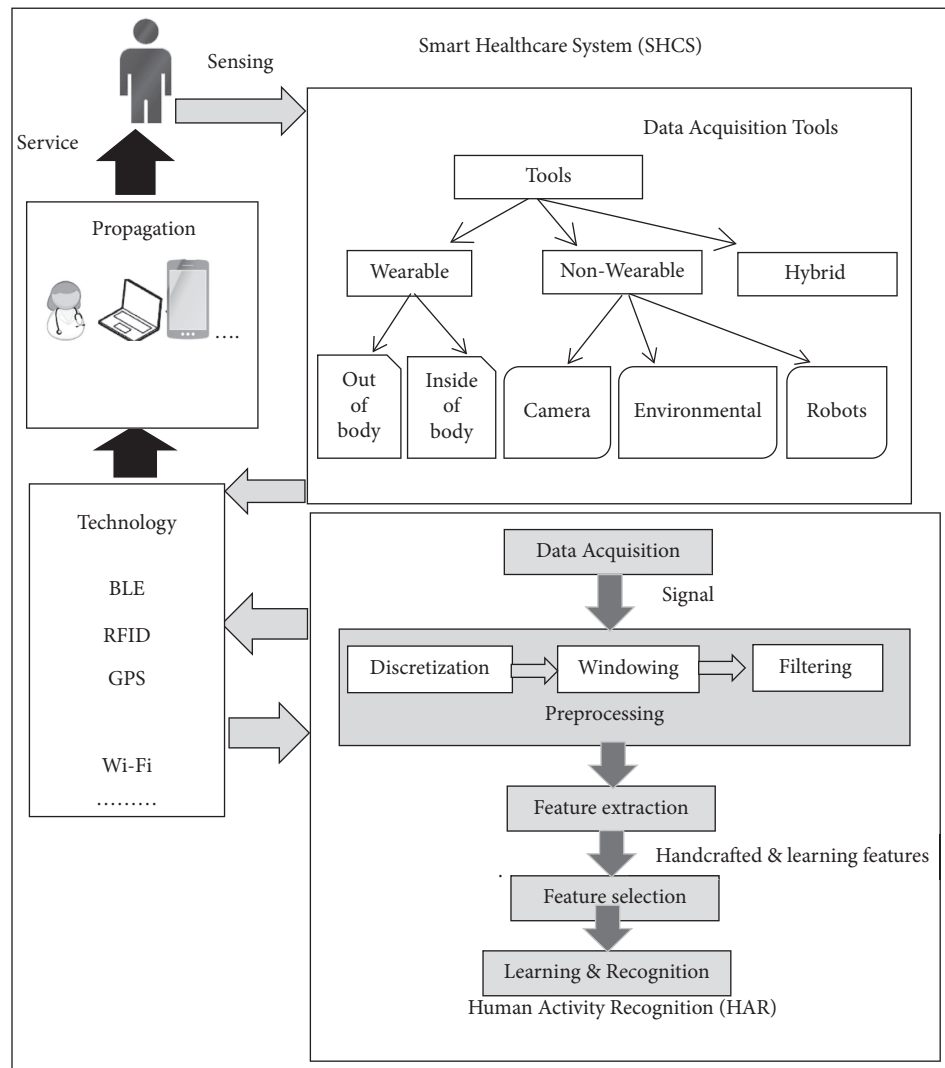 Smart Healthcare System (SHCS)
Sensing
Service
Data Acquisition Tools
Tools
Wearable
Non-Wearable
Hybrid
Out
of
body
Inside
of
body
Camera
Environmental
Robots
Propagation
....
Technology
BLE
RFID
GPS
Wi-Fi
.........
Data Acquisition
Signal
Discretization
Windowing
Filtering
Preprocessing
Feature extraction
Handcrafted & learning features
.
Feature selection
Learning & Recognition
Human Activity Recognition (HAR)